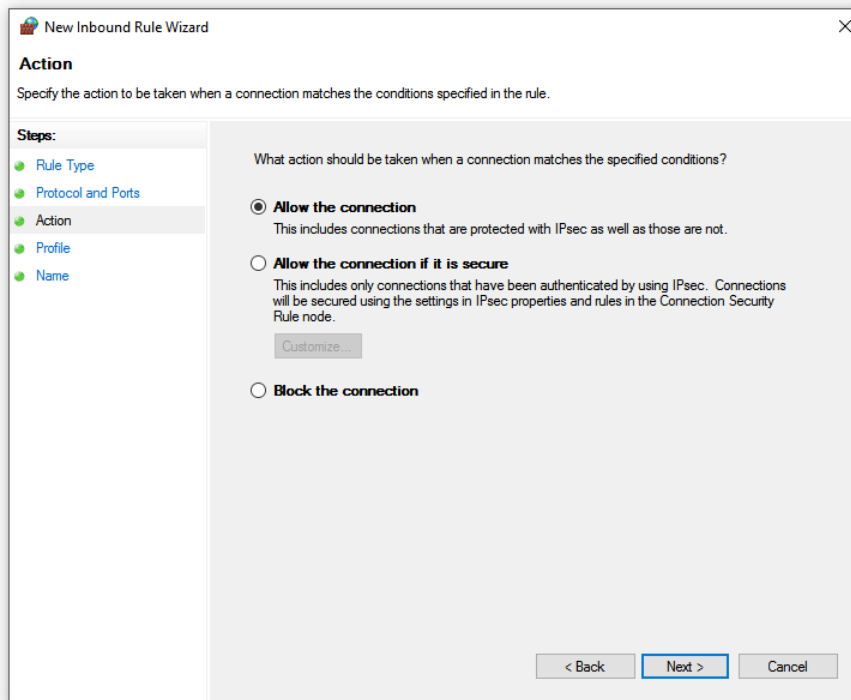 New Inbound Rule Wizard
Action
Specify the action to be taken when a connection matches the conditions specified in the rule.
Steps:
Rule Type
Protocol and Ports
Action
Profile
Name
What action should be taken when a connection matches the specified conditions?
Allow the connection
This includes connections that are protected with IPsec as well as those are not.
Allow the connection if it is secure
This includes only connections that have been authenticated by using IPsec.  Connections
will be secured using the settings in IPsec properties and rules in the Connection Security
Rule node.
Customize...
Block the connection
< Back
Next >
Cancel